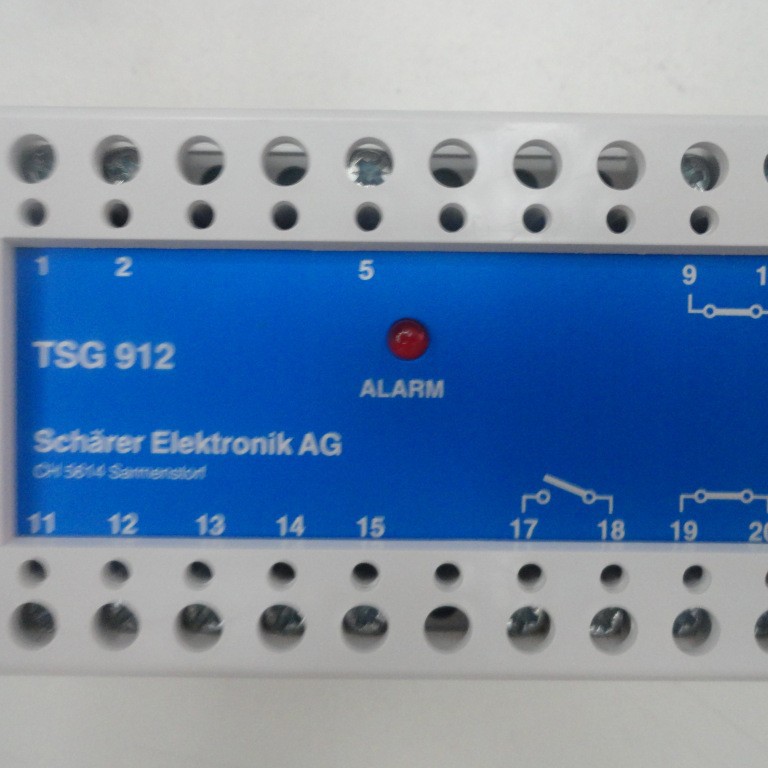 1 2 5 9
TSG 912
ALARM
Schärer Elektronik AG
CH 5614 Sarmenstorf
11 12 13 14 15 17 18 19 20